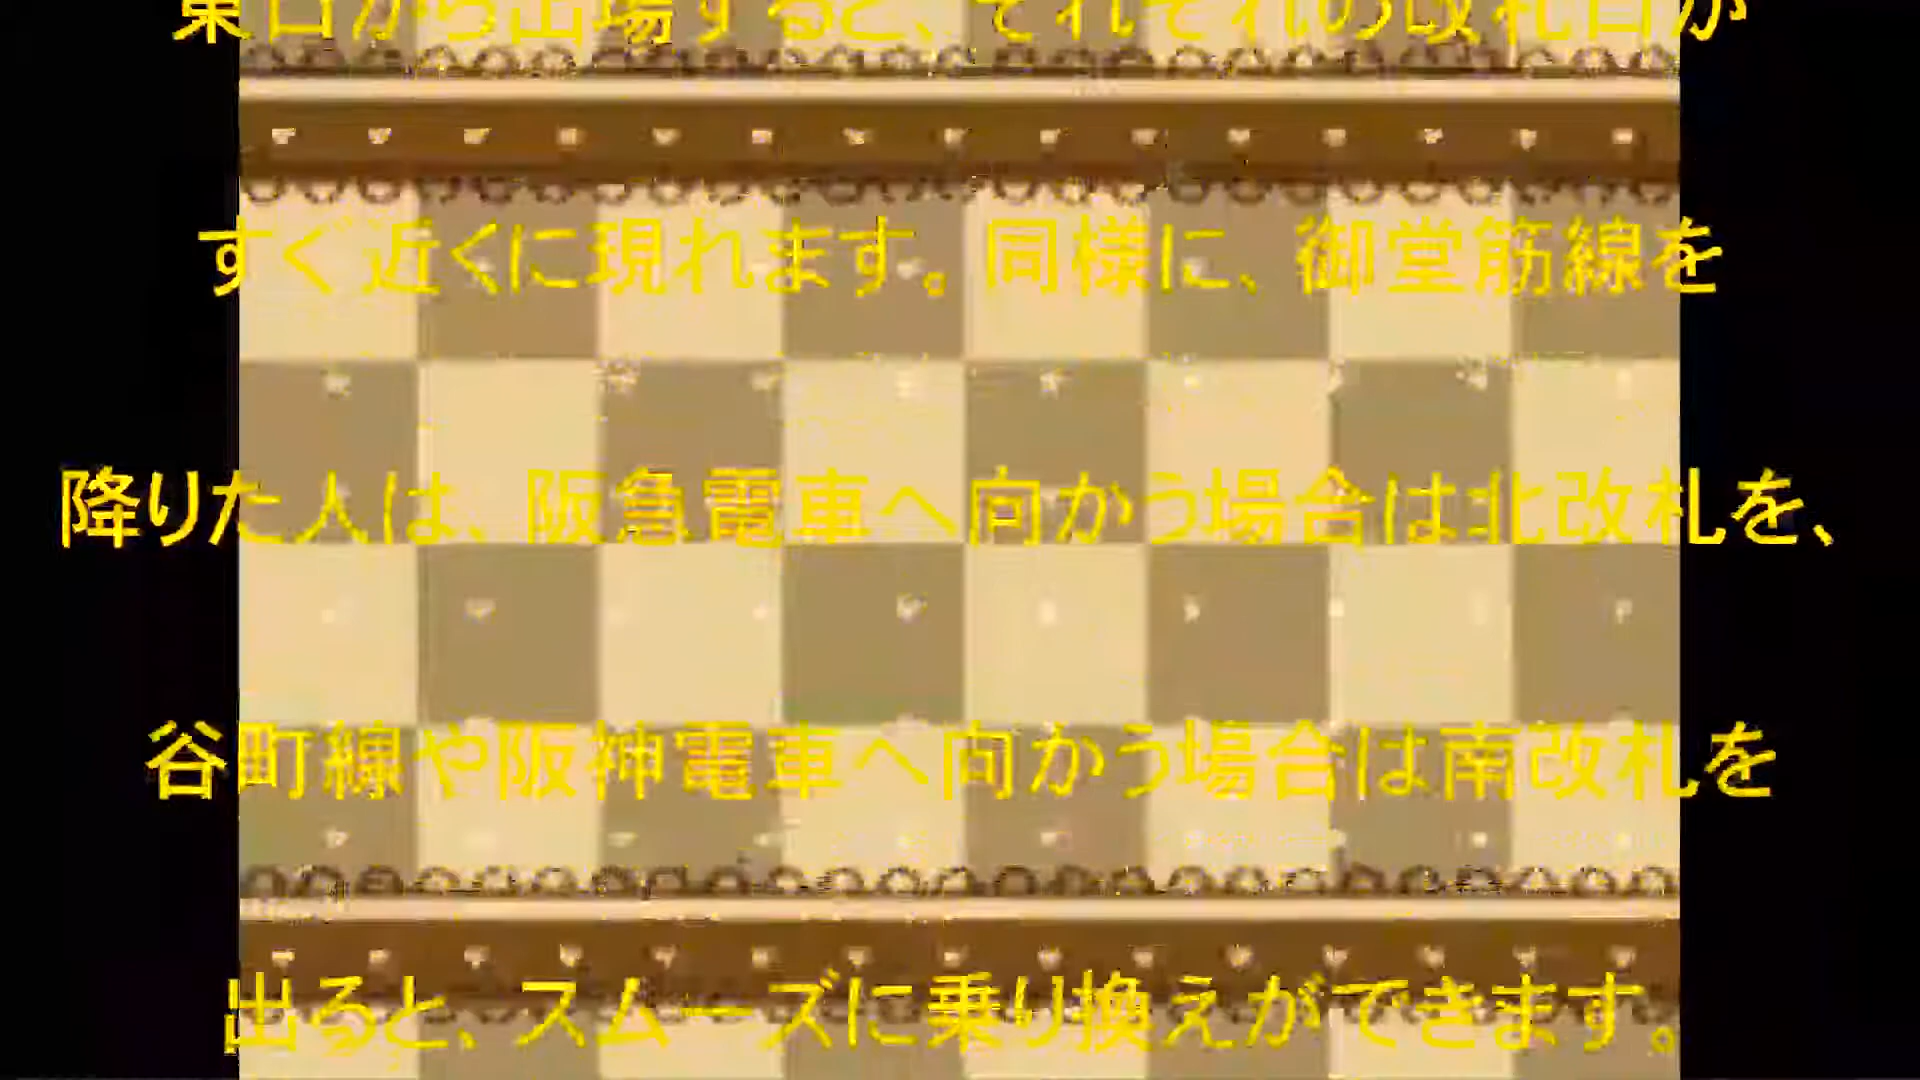 東口から出場すると、それぞれの改札口が
すぐ近くに現れます。同様に、御堂筋線を
降りた人は、阪急電車へ向かう場合は北改札を、
谷町線や阪神電車へ向かう場合は南改札を
出ると、スムーズに乗り換えができます。